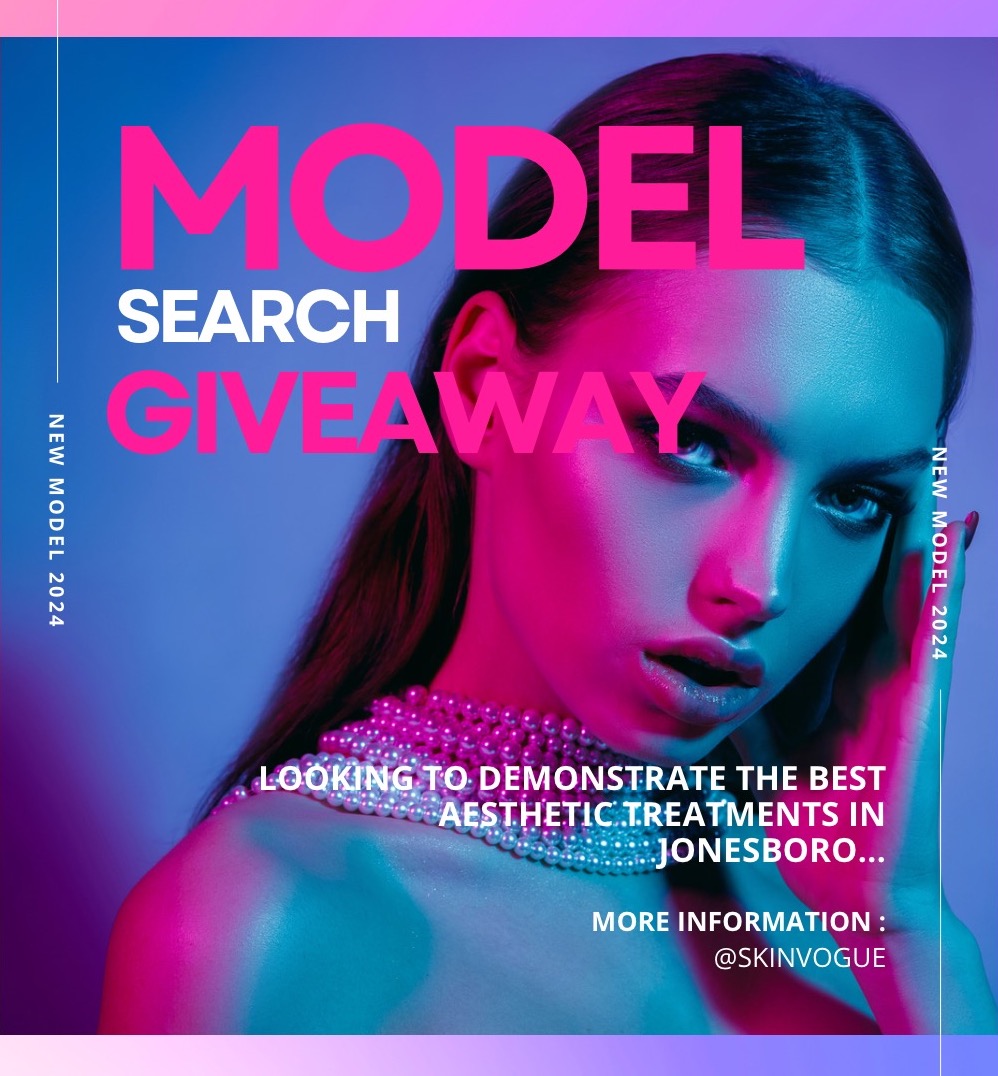 MODEL
SEARCH
GIVEAWAY
NEW MODEL 2024
NEW MODEL 2024
LOOKING TO DEMONSTRATE THE BEST
AESTHETIC TREATMENTS IN
JONESBORO...
MORE INFORMATION :
@SKINVOGUE